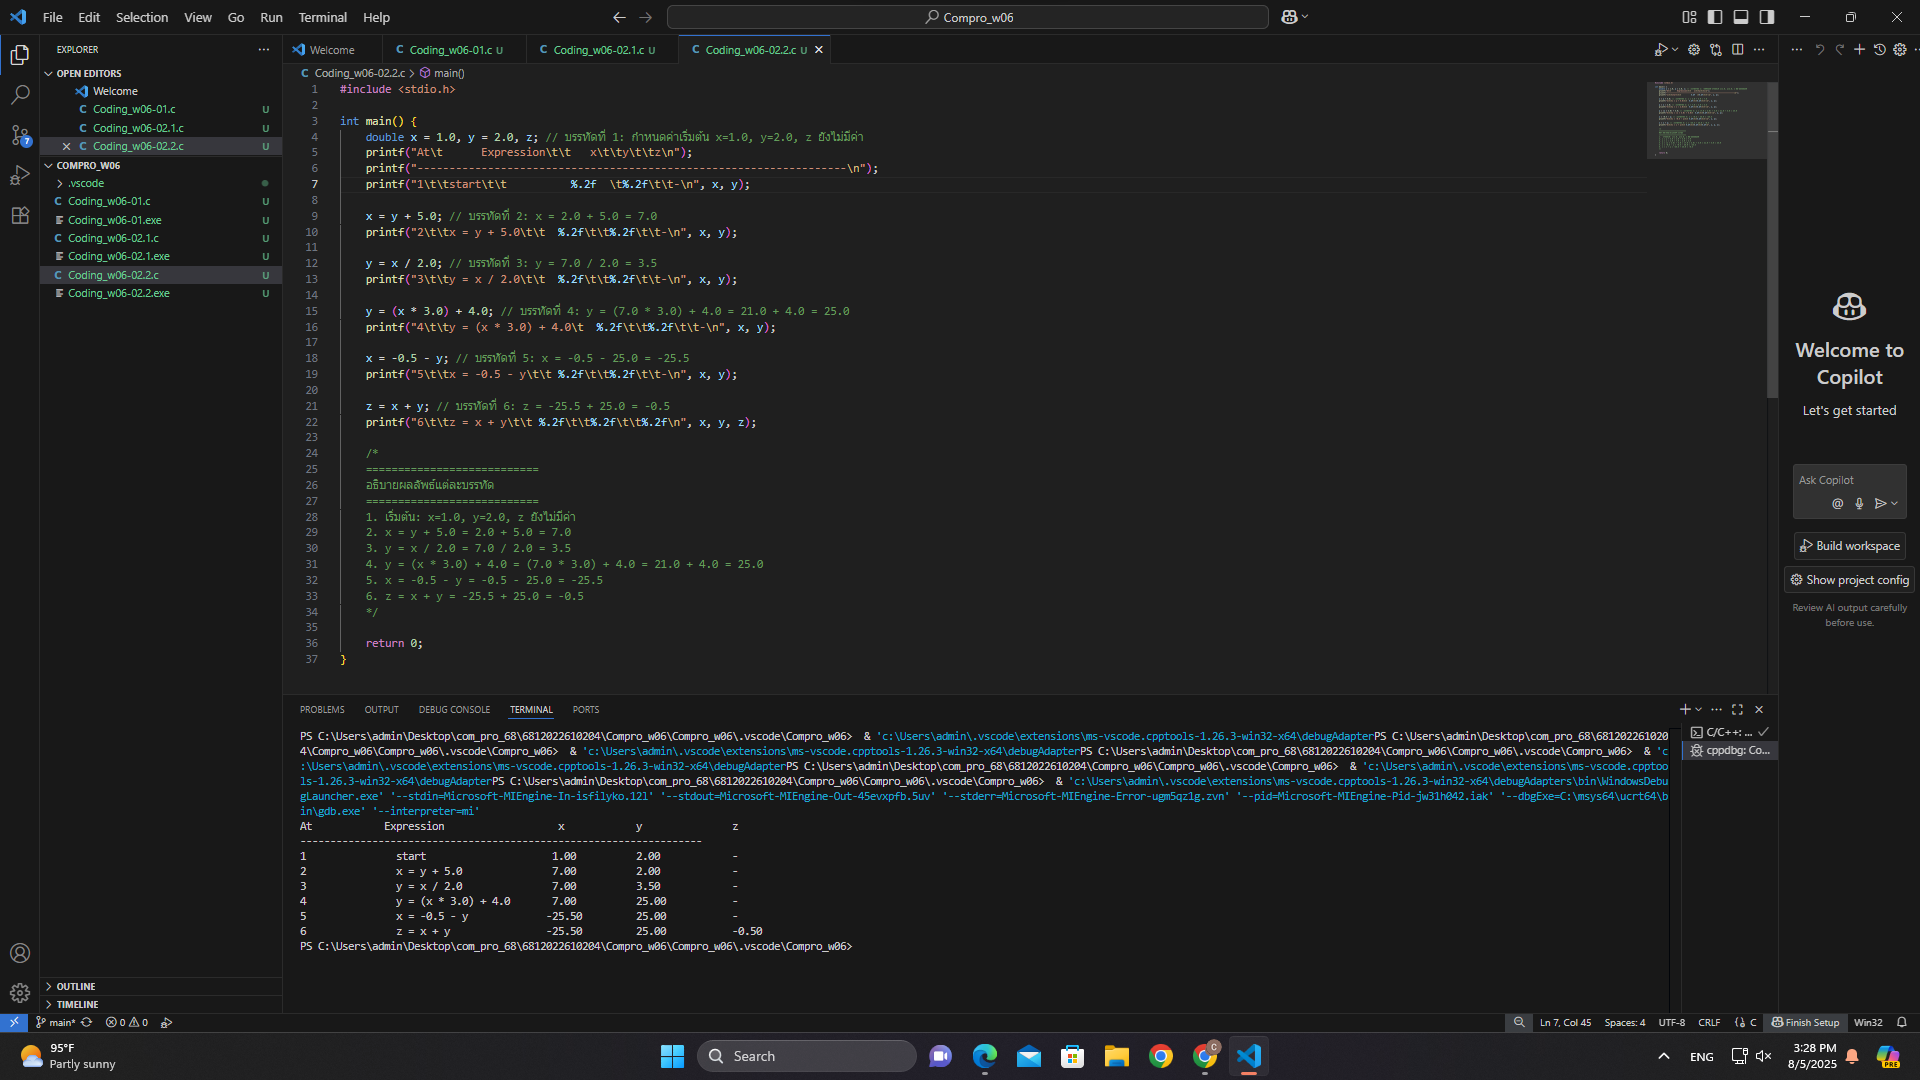 File Edit Selection View Go Run Terminal Help
Compro_w06
EXPLORER
OPEN EDITORS
Welcome
Coding_w06-01.c U
Coding_w06-02.1.c U
Coding_w06-02.2.c U
COMPRO_W06
.vscode
Coding_w06-01.c U
Coding_w06-01.exe U
Coding_w06-02.1.c U
Coding_w06-02.1.exe U
Coding_w06-02.2.c U
Coding_w06-02.2.exe U
OUTLINE
TIMELINE
Welcome Coding_w06-01.c U Coding_w06-02.1.c U Coding_w06-02.2.c U
Coding_w06-02.2.c > main()
1 #include <stdio.h>
2
3 int main() {
4 double x = 1.0, y = 2.0, z; // บรรทัดที่ 1: กำหนดค่าเริ่มต้น x=1.0, y=2.0, z ยังไม่มีค่า
5 printf("At\t      Expression\t\t   x\t\ty\t\tz\n");
6 printf("-------------------------------------------------------------------\n");
7 printf("1\t\tstart\t\t          %.2f  \t%.2f\t\t-\n", x, y);
8
9 x = y + 5.0; // บรรทัดที่ 2: x = 2.0 + 5.0 = 7.0
10 printf("2\t\tx = y + 5.0\t\t  %.2f\t\t%.2f\t\t-\n", x, y);
11
12 y = x / 2.0; // บรรทัดที่ 3: y = 7.0 / 2.0 = 3.5
13 printf("3\t\ty = x / 2.0\t\t  %.2f\t\t%.2f\t\t-\n", x, y);
14
15 y = (x * 3.0) + 4.0; // บรรทัดที่ 4: y = (7.0 * 3.0) + 4.0 = 21.0 + 4.0 = 25.0
16 printf("4\t\ty = (x * 3.0) + 4.0\t  %.2f\t\t%.2f\t\t-\n", x, y);
17
18 x = -0.5 - y; // บรรทัดที่ 5: x = -0.5 - 25.0 = -25.5
19 printf("5\t\tx = -0.5 - y\t\t %.2f\t\t%.2f\t\t-\n", x, y);
20
21 z = x + y; // บรรทัดที่ 6: z = -25.5 + 25.0 = -0.5
22 printf("6\t\tz = x + y\t\t %.2f\t\t%.2f\t\t%.2f\n", x, y, z);
23
24 /*
25 ===========================
26 อธิบายผลลัพธ์แต่ละบรรทัด
27 ===========================
28 1. เริ่มต้น: x=1.0, y=2.0, z ยังไม่มีค่า
29 2. x = y + 5.0 = 2.0 + 5.0 = 7.0
30 3. y = x / 2.0 = 7.0 / 2.0 = 3.5
31 4. y = (x * 3.0) + 4.0 = (7.0 * 3.0) + 4.0 = 21.0 + 4.0 = 25.0
32 5. x = -0.5 - y = -0.5 - 25.0 = -25.5
33 6. z = x + y = -25.5 + 25.0 = -0.5
34 */
35
36 return 0;
37 }
PROBLEMS OUTPUT DEBUG CONSOLE TERMINAL PORTS
PS C:\Users\admin\Desktop\com_pro_68\6812022610204\Compro_w06\Compro_w06\.vscode\Compro_w06>  & 'c:\Users\admin\.vscode\extensions\ms-vscode.cpptools-1.26.3-win32-x64\debugAdapterPS C:\Users\admin\Desktop\com_pro_68\681202261020
4\Compro_w06\Compro_w06\.vscode\Compro_w06>  & 'c:\Users\admin\.vscode\extensions\ms-vscode.cpptools-1.26.3-win32-x64\debugAdapterPS C:\Users\admin\Desktop\com_pro_68\6812022610204\Compro_w06\Compro_w06\.vscode\Compro_w06>  & 'c
:\Users\admin\.vscode\extensions\ms-vscode.cpptools-1.26.3-win32-x64\debugAdapterPS C:\Users\admin\Desktop\com_pro_68\6812022610204\Compro_w06\Compro_w06\.vscode\Compro_w06>  & 'c:\Users\admin\.vscode\extensions\ms-vscode.cpptoo
ls-1.26.3-win32-x64\debugAdapterPS C:\Users\admin\Desktop\com_pro_68\6812022610204\Compro_w06\Compro_w06\.vscode\Compro_w06>  & 'c:\Users\admin\.vscode\extensions\ms-vscode.cpptools-1.26.3-win32-x64\debugAdapters\bin\WindowsDebu
gLauncher.exe' '--stdin=Microsoft-MIEngine-In-isfilyko.121' '--stdout=Microsoft-MIEngine-Out-45evxpfb.5uv' '--stderr=Microsoft-MIEngine-Error-ugm5qz1g.zvn' '--pid=Microsoft-MIEngine-Pid-jw31h042.iak' '--dbgExe=C:\msys64\ucrt64\b
in\gdb.exe' '--interpreter=mi'
At Expression x y z
-------------------------------------------------------------------
1 start 1.00 2.00 -
2 x = y + 5.0 7.00 2.00 -
3 y = x / 2.0 7.00 3.50 -
4 y = (x * 3.0) + 4.0 7.00 25.00 -
5 x = -0.5 - y -25.50 25.00 -
6 z = x + y -25.50 25.00 -0.50
PS C:\Users\admin\Desktop\com_pro_68\6812022610204\Compro_w06\Compro_w06\.vscode\Compro_w06>
C/C++: ...
cppdbg: Co...
Welcome to
Copilot
Let's get started
Ask Copilot
Build workspace
Show project config
Review AI output carefully
before use.
main* 0 0 Ln 7, Col 45 Spaces: 4 UTF-8 CRLF {} C Finish Setup Win32
95°F
Partly sunny
Search
ENG
3:28 PM
8/5/2025
PRE
7